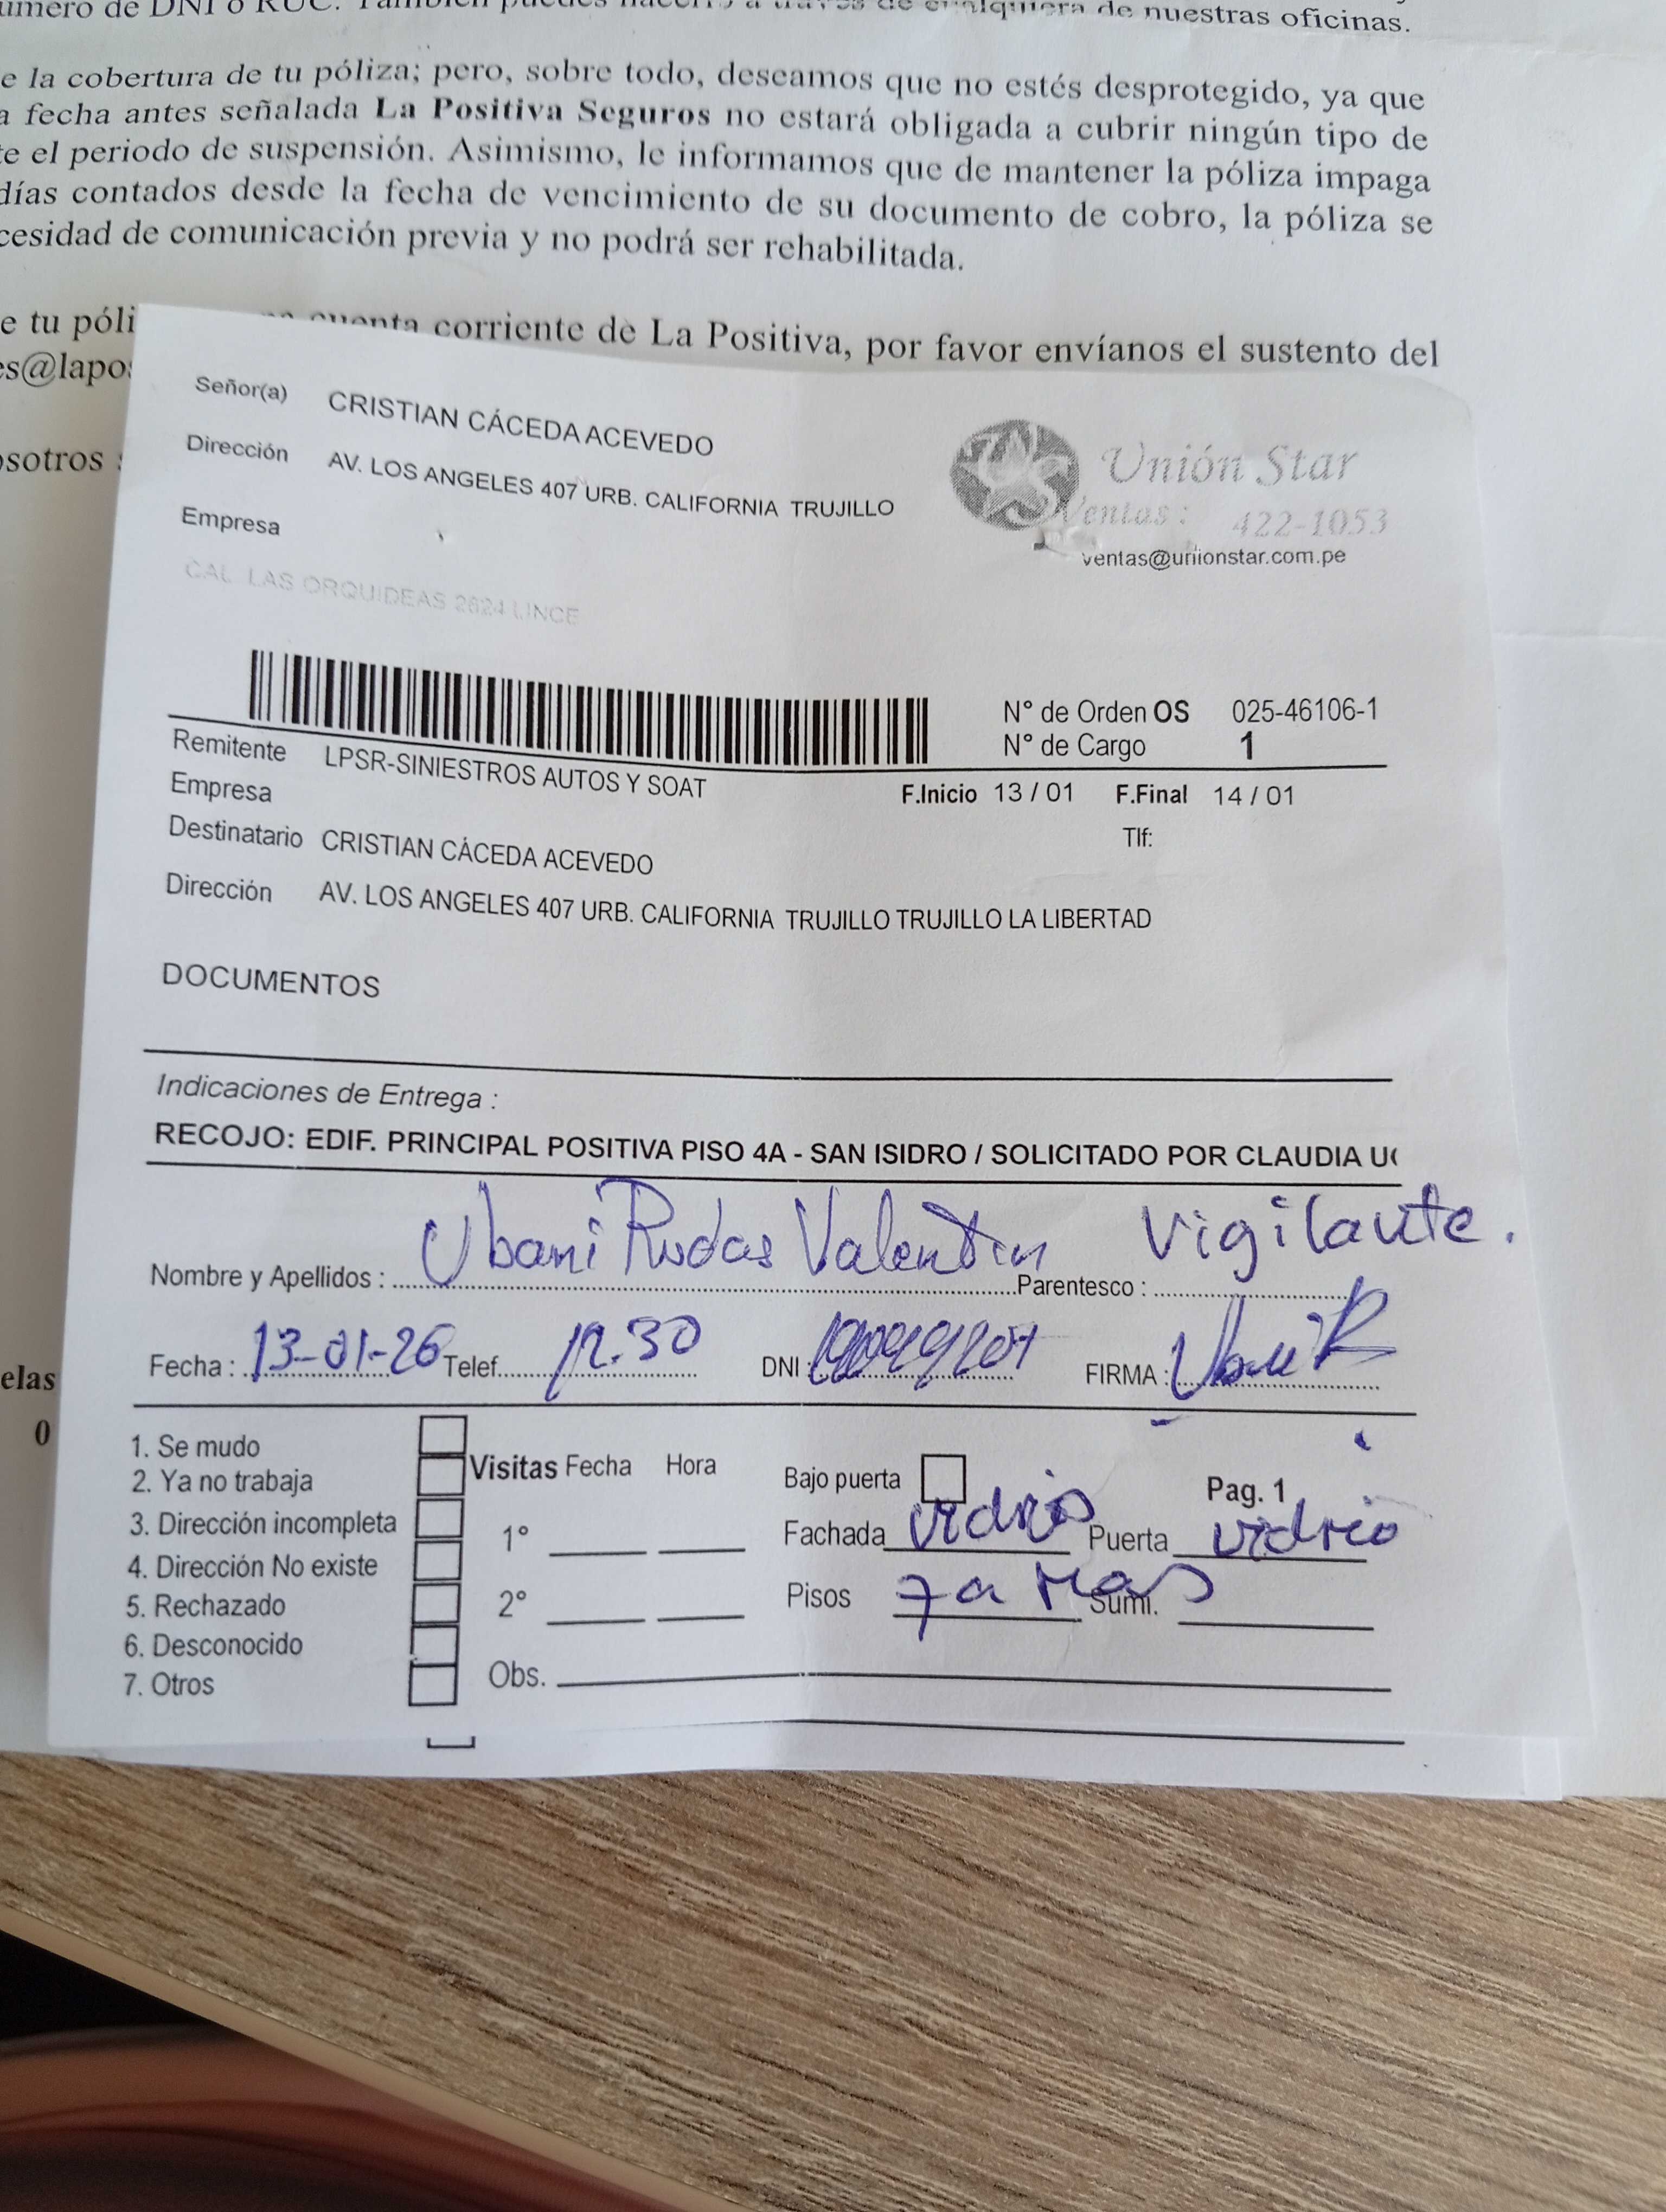 de nuestras oficinas.
e la cobertura de tu póliza; pero, sobre todo, deseamos que no estés desprotegido, ya que
a fecha antes señalada La Positiva Seguros no estará obligada a cubrir ningún tipo de
te el periodo de suspensión. Asimismo, le informamos que de mantener la póliza impaga
días contados desde la fecha de vencimiento de su documento de cobro, la póliza se
cesidad de comunicación previa y no podrá ser rehabilitada.
e tu póli cuenta corriente de La Positiva, por favor envíanos el sustento del
es@lapo
osotros
Señor(a) CRISTIAN CÁCEDA ACEVEDO
Dirección AV. LOS ANGELES 407 URB. CALIFORNIA TRUJILLO
Empresa
CAL. LAS ORQUIDEAS 2624 LINCE
Unión Star
Ventas: 422-1053
ventas@uniionstar.com.pe
N° de Orden OS 025-46106-1
N° de Cargo 1
Remitente LPSR-SINIESTROS AUTOS Y SOAT
Empresa
F.Inicio 13 / 01 F.Final 14 / 01
Destinatario CRISTIAN CÁCEDA ACEVEDO
Tlf:
Dirección AV. LOS ANGELES 407 URB. CALIFORNIA TRUJILLO TRUJILLO LA LIBERTAD
DOCUMENTOS
Indicaciones de Entrega :
RECOJO: EDIF. PRINCIPAL POSITIVA PISO 4A - SAN ISIDRO / SOLICITADO POR CLAUDIA
Nombre y Apellidos : Ubani Rudas Valentin Parentesco : Vigilante.
Fecha : 13-01-26 Telef. 12.30 DNI : FIRMA :
elas
0
1. Se mudo
2. Ya no trabaja
3. Dirección incompleta
4. Dirección No existe
5. Rechazado
6. Desconocido
7. Otros
Visitas Fecha Hora
1°
2°
Obs.
Bajo puerta
Pag. 1
Fachada vidrio Puerta vidrio
Pisos 7 a Mas Sumi.